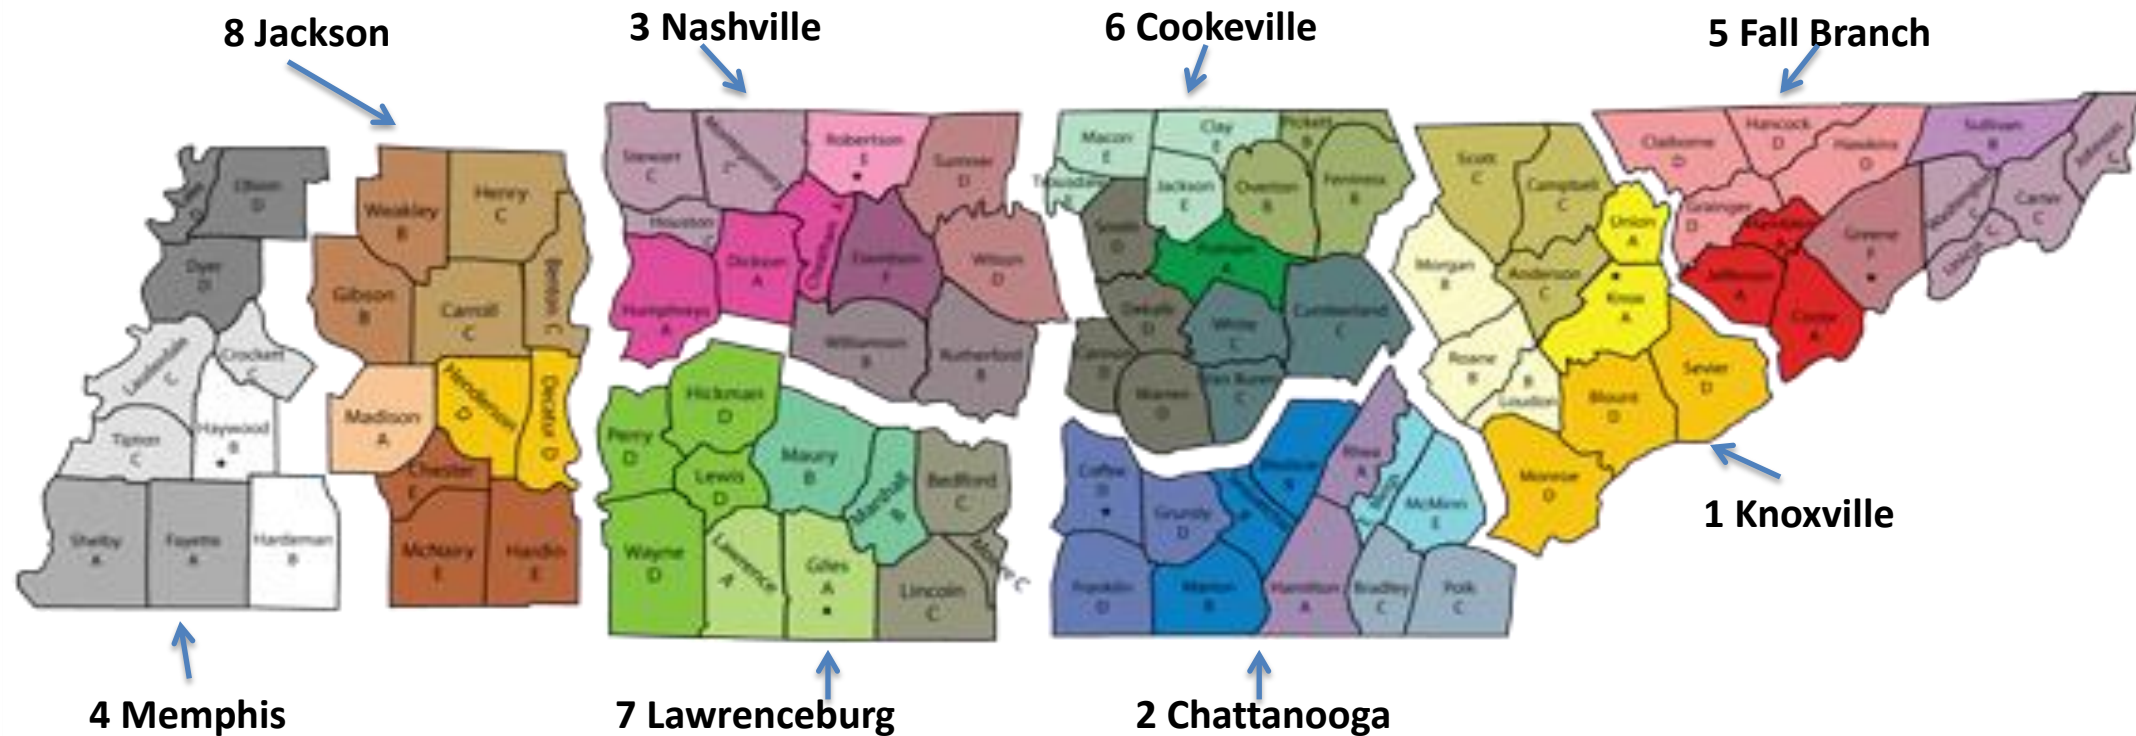 8 Jackson
3 Nashville
6 Cookeville
5 Fall Branch
Obion
D
Dyer
D
Lauderdale
C
Crockett
C
Tipton
C
Haywood
B
Shelby
A
Fayette
A
Hardeman
B
Weakley
B
Henry
C
Gibson
B
Carroll
C
Benton C
Madison
A
Henderson
D
Decatur D
Chester
E
McNairy
E
Hardin
E
Stewart
C
Montgomery
C
Robertson
E
Sumner
D
Houston
C
Humphreys
A
Dickson
A
Cheatham A
Davidson
F
Wilson
D
Williamson
B
Rutherford
B
Hickman
D
Perry
D
Lewis
D
Maury
B
Marshall
B
Bedford
C
Wayne
D
Lawrence
A
Giles
A
Lincoln
C
Moore C
Macon
E
Clay
E
Pickett
B
Trousdale
E
Jackson
E
Overton
B
Fentress
B
Smith
D
Putnam
A
Dekalb
D
White
C
Cumberland
C
Cannon
D
Warren
D
Van Buren
C
Coffee
D
Grundy
D
Rhea
A
McMinn
E
Franklin
D
Marion
B
Hamilton
A
Bradley
C
Polk
C
Scott
C
Campbell
C
Union
A
Morgan
B
Anderson
C
Knox
A
Roane
B
B
Loudon
Blount
D
Sevier
D
Monroe
D
Claiborne
D
Hancock
D
Hawkins
D
Sullivan
B
Johnson
C
Grainger
D
Jefferson
A
Cocke
A
Greene
F
Washington
C
Carter
C
1 Knoxville
4 Memphis
7 Lawrenceburg
2 Chattanooga